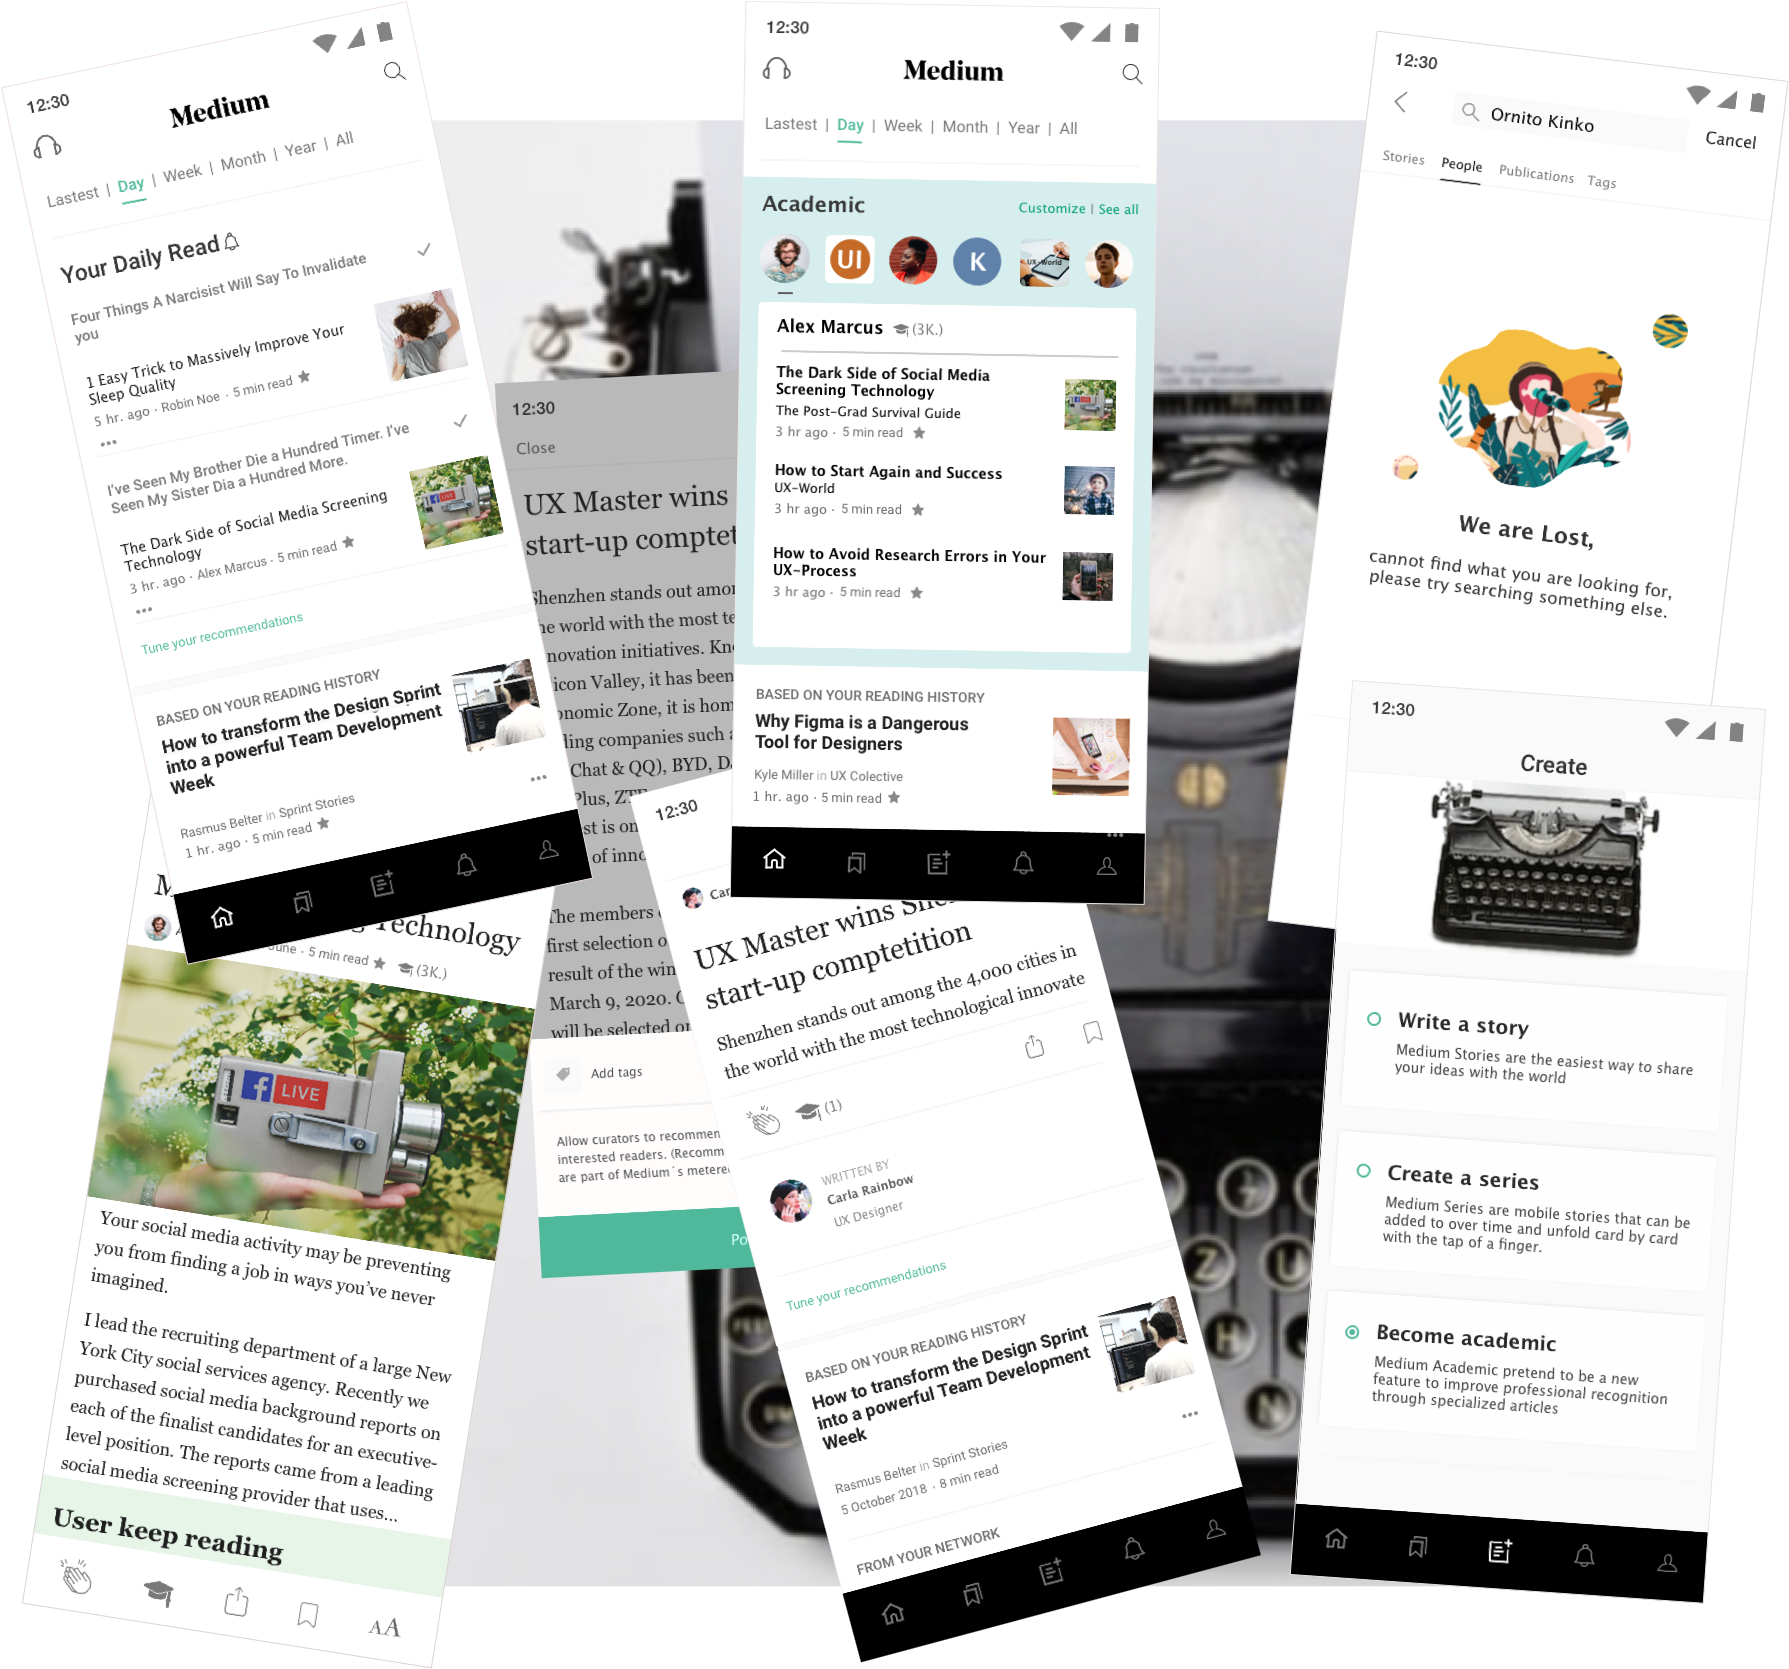 12:30
Medium
Lastest | Day | Week | Month | Year | All
Your Daily Read
Four Things A Narcisist Will Say To Invalidate
you
1 Easy Trick to Massively Improve Your
Sleep Quality
5 hr. ago · Robin Noe · 5 min read
I've Seen My Brother Die a Hundred Timer. I've
Seen My Sister Dia a Hundred More.
The Dark Side of Social Media Screening
Technology
3 hr. ago · Alex Marcus · 5 min read
Tune your recommendations
BASED ON YOUR READING HISTORY
How to transform the Design Sprint
into a powerful Team Development
Week
Rasmus Belter in Sprint Stories
1 hr. ago · 5 min read
12:30
Medium
Lastest | Day | Week | Month | Year | All
Academic
Customize | See all
UI
K
UX-World
Alex Marcus (3K.)
The Dark Side of Social Media
Screening Technology
The Post-Grad Survival Guide
3 hr ago · 5 min read
How to Start Again and Success
UX-World
3 hr ago · 5 min read
How to Avoid Research Errors in Your
UX-Process
3 hr ago · 5 min read
BASED ON YOUR READING HISTORY
Why Figma is a Dangerous
Tool for Designers
Kyle Miller in UX Colective
1 hr. ago · 5 min read
12:30
Ornito Kinko
Cancel
Stories People Publications Tags
We are Lost,
cannot find what you are looking for,
please try searching something else.
12:30
Close
UX Master wins
start-up comptet
Shenzhen stands out amor
he world with the most te
novation initiatives. Kno
icon Valley, it has been
onomic Zone, it is hom
ling companies such a
Chat & QQ), BYD, Da
Plus, ZTE
st is on
of inno
The members
first selection o
result of the win
March 9, 2020. C
will be selected or
Add tags
Allow curators to recommen
interested readers. (Recomm
are part of Medium´s metere
Po
12:30
Car
UX Master wins She
start-up comptetition
Shenzhen stands out among the 4,000 cities in
the world with the most technological innovate
(1)
WRITTEN BY
Carla Rainbow
UX Designer
Tune your recommendations
BASED ON YOUR READING HISTORY
How to transform the Design Sprint
into a powerful Team Development
Week
Rasmus Belter in Sprint Stories
5 October 2018 · 8 min read
FROM YOUR NETWORK
12:30
Create
Write a story
Medium Stories are the easiest way to share
your ideas with the world
Create a series
Medium Series are mobile stories that can be
added to over time and unfold card by card
with the tap of a finger.
Become academic
Medium Academic pretend to be a new
feature to improve professional recognition
through specialized articles
M
g Technology
June · 5 min read (3K.)
f LIVE
Your social media activity may be preventing
you from finding a job in ways you've never
imagined.
I lead the recruiting department of a large New
York City social services agency. Recently we
purchased social media background reports on
each of the finalist candidates for an executive-
level position. The reports came from a leading
social media screening provider that uses...
User keep reading
AA
Z U
H
N